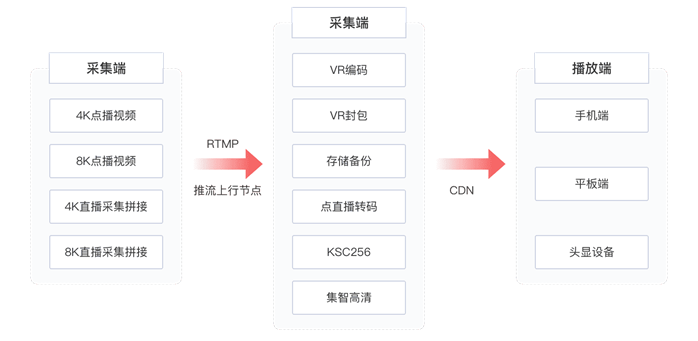 采集端
4K点播视频
8K点播视频
4K直播采集拼接
8K直播采集拼接
RTMP
推流上行节点
采集端
VR编码
VR封包
存储备份
点直播转码
KSC256
集智高清
CDN
播放端
手机端
平板端
头显设备